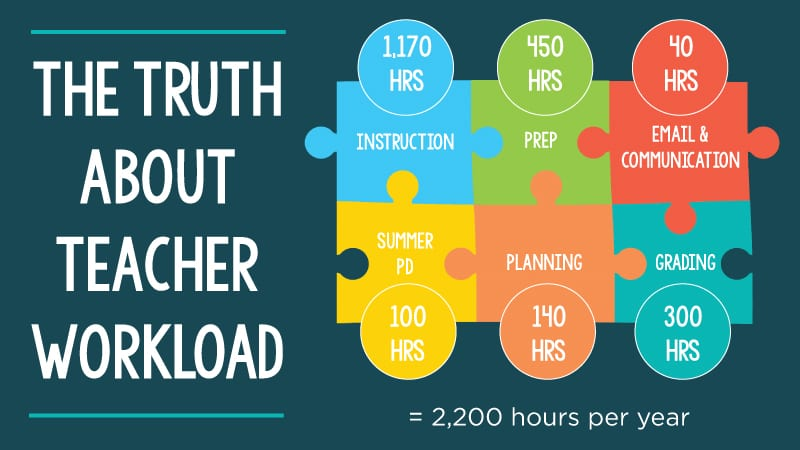 THE TRUTH
ABOUT
TEACHER
WORKLOAD
1,170
HRS
INSTRUCTION
450
HRS
PREP
40
HRS
EMAIL &
COMMUNICATION
SUMMER
PD
100
HRS
PLANNING
140
HRS
GRADING
300
HRS
= 2,200 hours per year